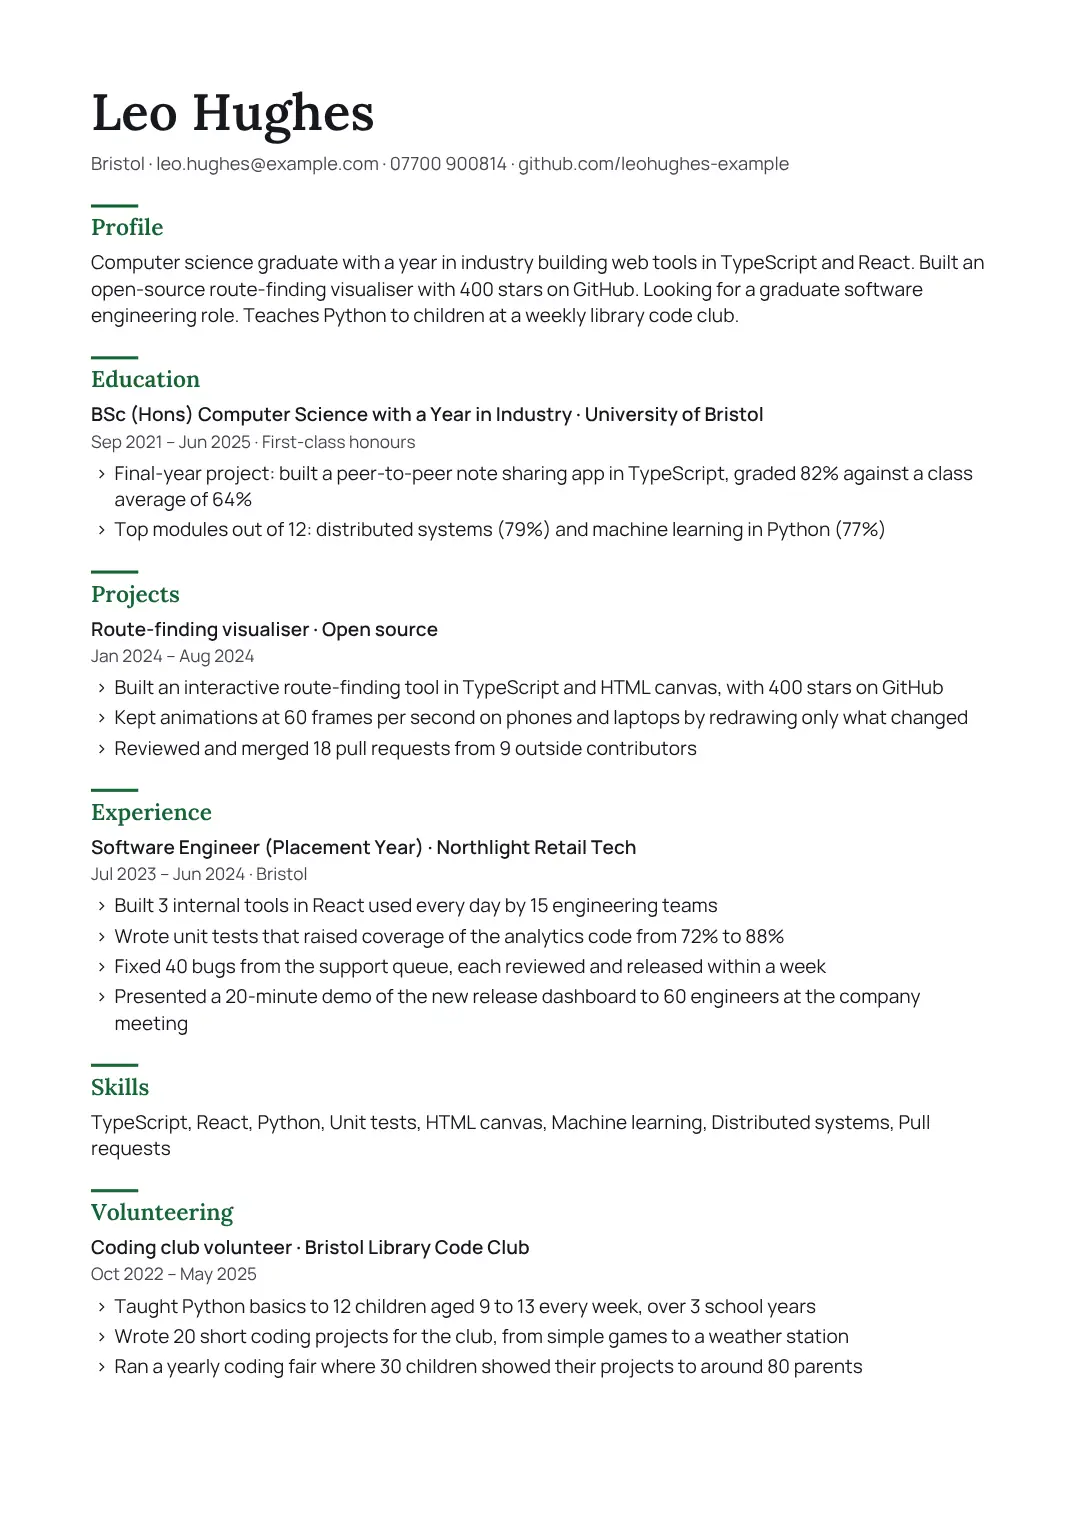 Leo Hughes
Bristol · leo.hughes@example.com · 07700 900814 · github.com/leohughes-example
Profile
Computer science graduate with a year in industry building web tools in TypeScript and React. Built an
open-source route-finding visualiser with 400 stars on GitHub. Looking for a graduate software
engineering role. Teaches Python to children at a weekly library code club.
Education
BSc (Hons) Computer Science with a Year in Industry · University of Bristol
Sep 2021 – Jun 2025 · First-class honours
› Final-year project: built a peer-to-peer note sharing app in TypeScript, graded 82% against a class
average of 64%
› Top modules out of 12: distributed systems (79%) and machine learning in Python (77%)
Projects
Route-finding visualiser · Open source
Jan 2024 – Aug 2024
› Built an interactive route-finding tool in TypeScript and HTML canvas, with 400 stars on GitHub
› Kept animations at 60 frames per second on phones and laptops by redrawing only what changed
› Reviewed and merged 18 pull requests from 9 outside contributors
Experience
Software Engineer (Placement Year) · Northlight Retail Tech
Jul 2023 – Jun 2024 · Bristol
› Built 3 internal tools in React used every day by 15 engineering teams
› Wrote unit tests that raised coverage of the analytics code from 72% to 88%
› Fixed 40 bugs from the support queue, each reviewed and released within a week
› Presented a 20-minute demo of the new release dashboard to 60 engineers at the company
meeting
Skills
TypeScript, React, Python, Unit tests, HTML canvas, Machine learning, Distributed systems, Pull
requests
Volunteering
Coding club volunteer · Bristol Library Code Club
Oct 2022 – May 2025
› Taught Python basics to 12 children aged 9 to 13 every week, over 3 school years
› Wrote 20 short coding projects for the club, from simple games to a weather station
› Ran a yearly coding fair where 30 children showed their projects to around 80 parents